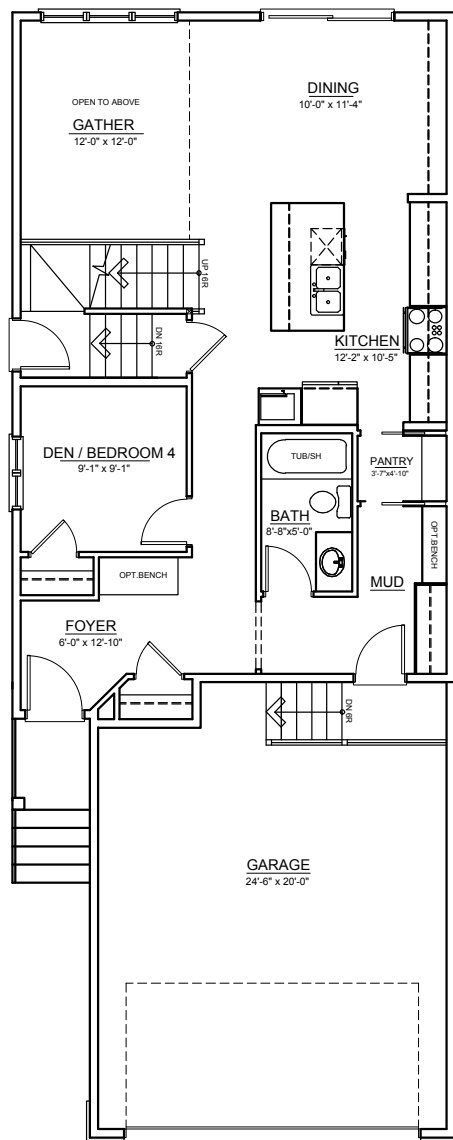 DINING
10'-0" x 11'-4"
OPEN TO ABOVE
GATHER
12'-0" x 12'-0"
UP 16R
DN 16R
KITCHEN
12'-2" x 10'-5"
DEN / BEDROOM 4
9'-1" x 9'-1"
TUB/SH
PANTRY
3'-7"x4'-10"
BATH
8'-8"x5'-0"
OPT.BENCH
MUD
OPT.BENCH
FOYER
6'-0" x 12'-10"
DN 6R
GARAGE
24'-6" x 20'-0"